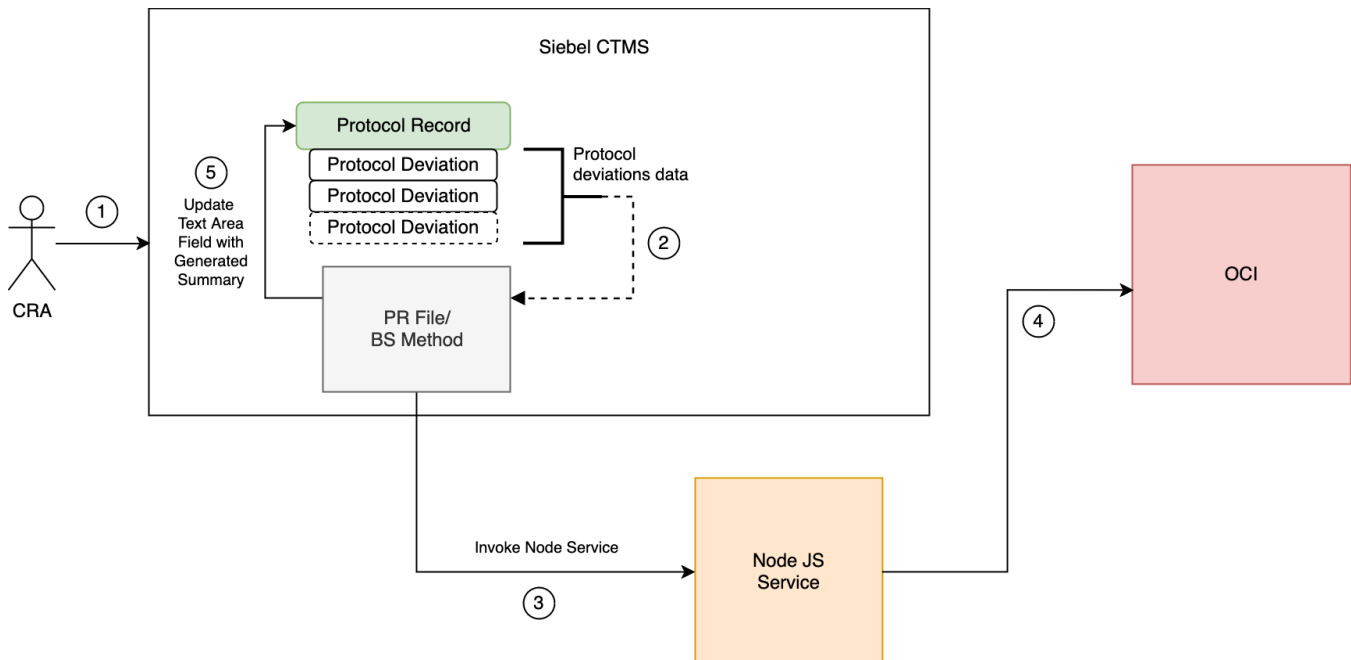 Siebel CTMS
Protocol Record
Protocol Deviation
Protocol Deviation
Protocol Deviation
Protocol
deviations data
5
Update
Text Area
Field with
Generated
Summary
1
CRA
2
PR File/
BS Method
OCI
4
Invoke Node Service
3
Node JS
Service